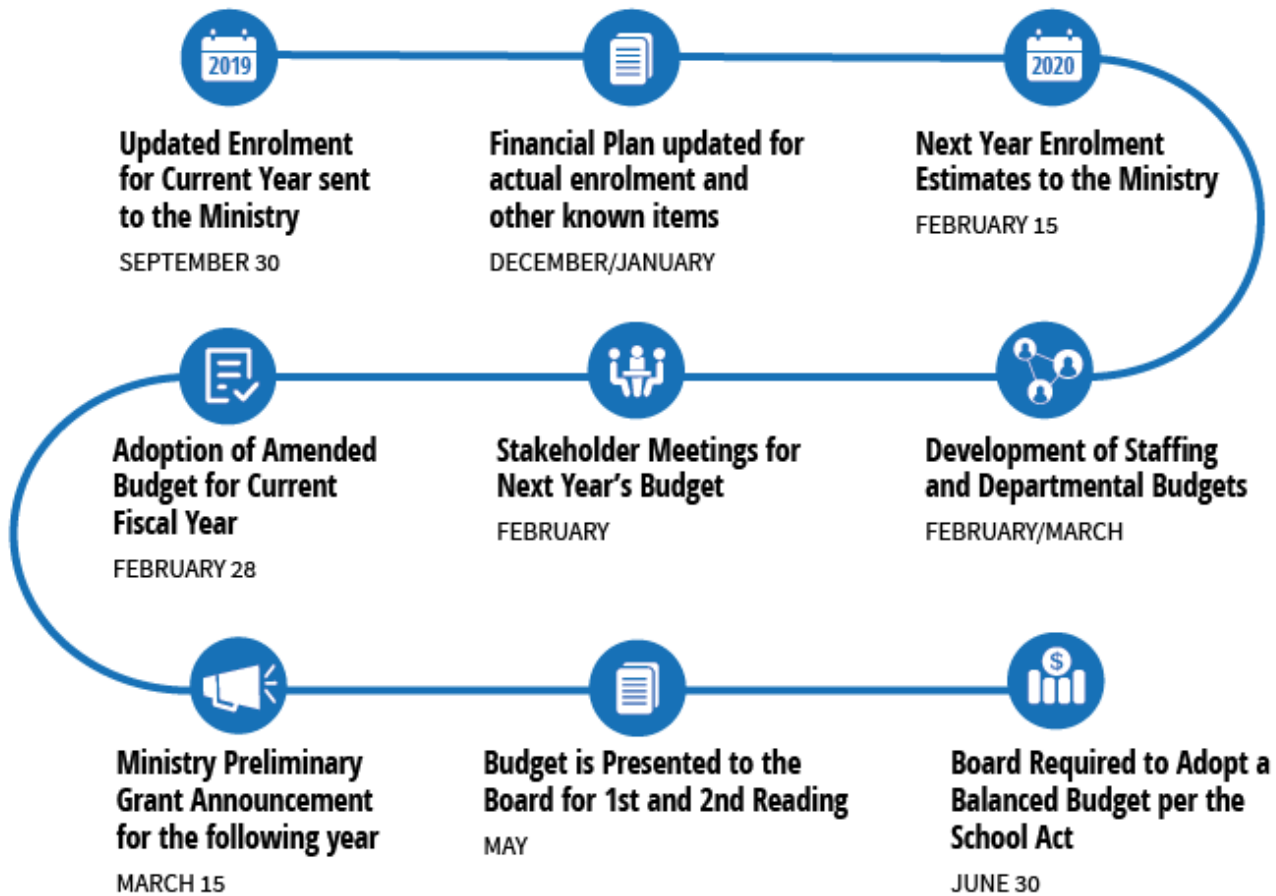 2019
Updated Enrolment
for Current Year sent
to the Ministry
SEPTEMBER 30
Financial Plan updated for
actual enrolment and
other known items
DECEMBER/JANUARY
2020
Next Year Enrolment
Estimates to the Ministry
FEBRUARY 15
Development of Staffing
and Departmental Budgets
FEBRUARY/MARCH
Stakeholder Meetings for
Next Year's Budget
FEBRUARY
Adoption of Amended
Budget for Current
Fiscal Year
FEBRUARY 28
Ministry Preliminary
Grant Announcement
for the following year
MARCH 15
Budget is Presented to the
Board for 1st and 2nd Reading
MAY
$
Board Required to Adopt a
Balanced Budget per the
School Act
JUNE 30